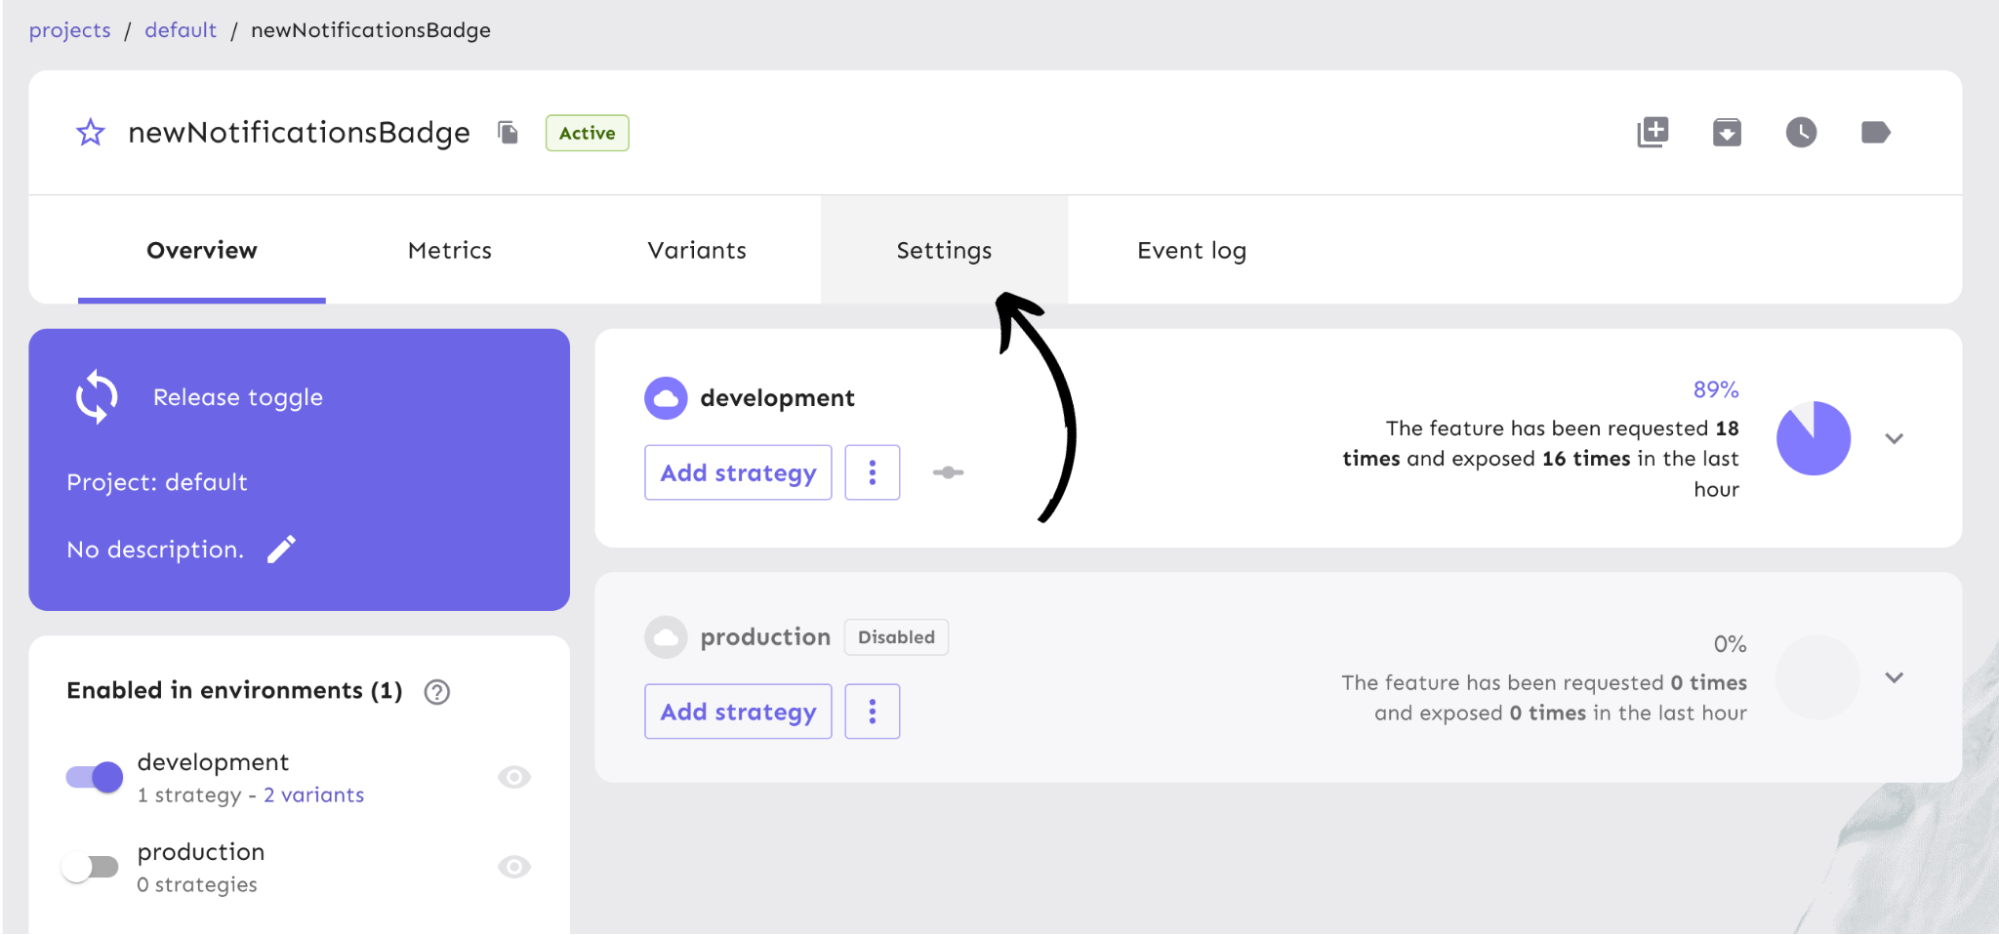 projects / default / newNotificationsBadge
newNotificationsBadge Active
Overview Metrics Variants Settings Event log
Release toggle
Project: default
No description.
Enabled in environments (1) ?
development
1 strategy - 2 variants
production
0 strategies
development
Add strategy
89%
The feature has been requested 18
times and exposed 16 times in the last
hour
production Disabled
Add strategy
0%
The feature has been requested 0 times
and exposed 0 times in the last hour